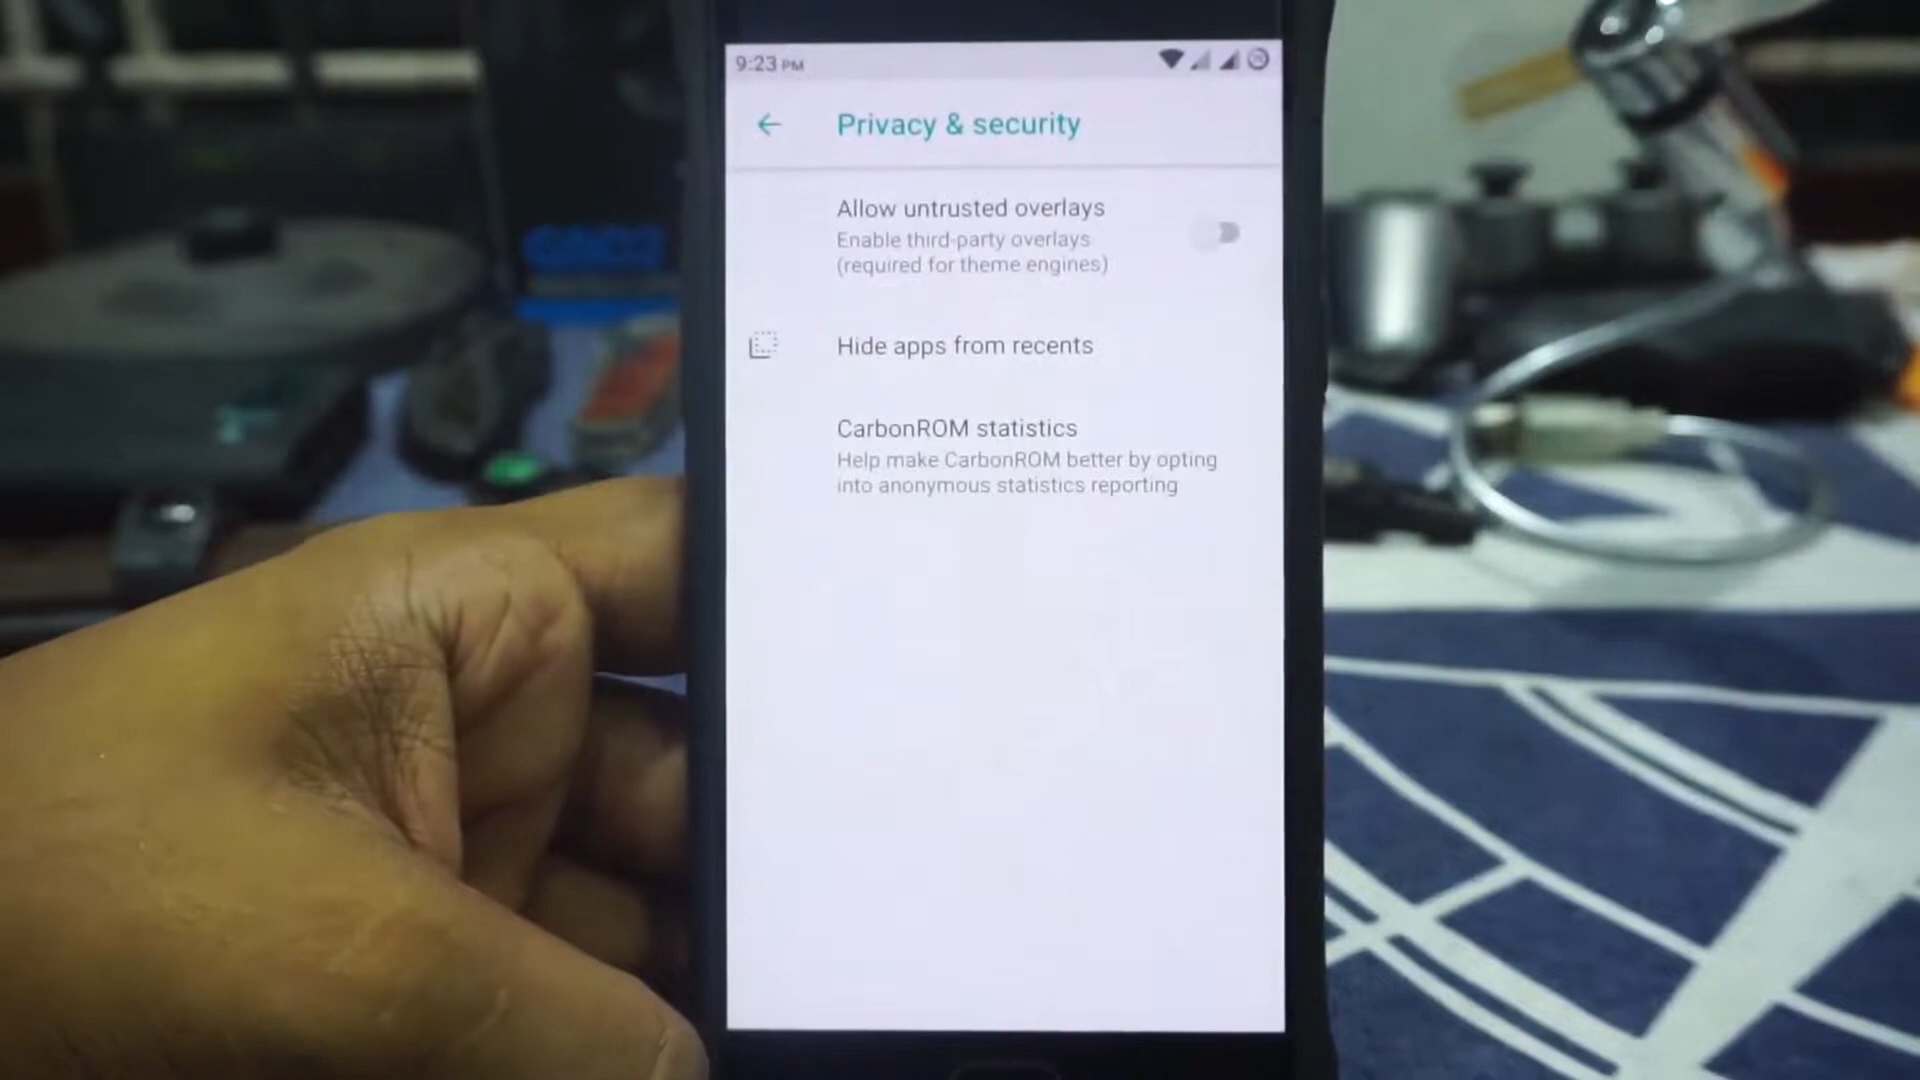 9:23 PM
Privacy & security
Allow untrusted overlays
Enable third-party overlays
(required for theme engines)
Hide apps from recents
CarbonROM statistics
Help make CarbonROM better by opting
into anonymous statistics reporting